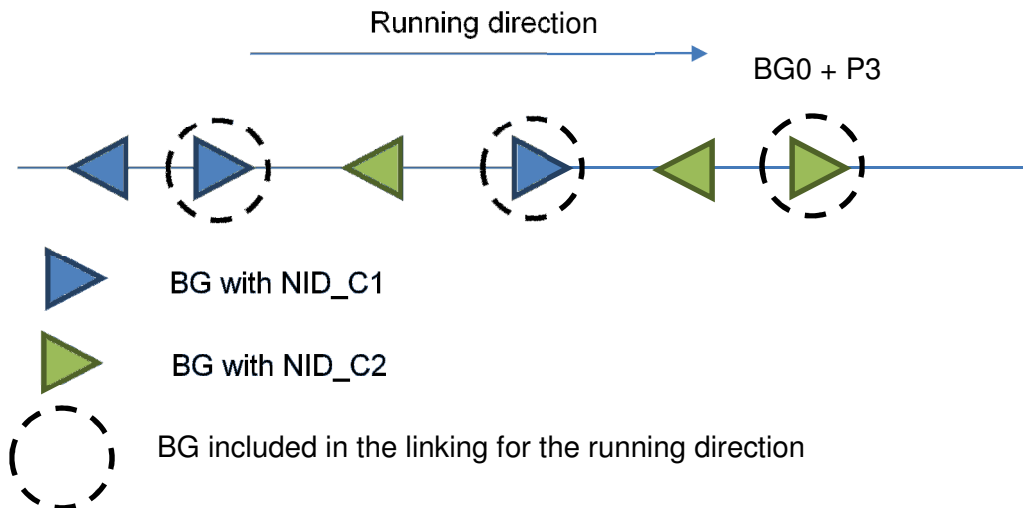 Running direction
BG0 + P3
BG with NID_C1
BG with NID_C2
BG included in the linking for the running direction